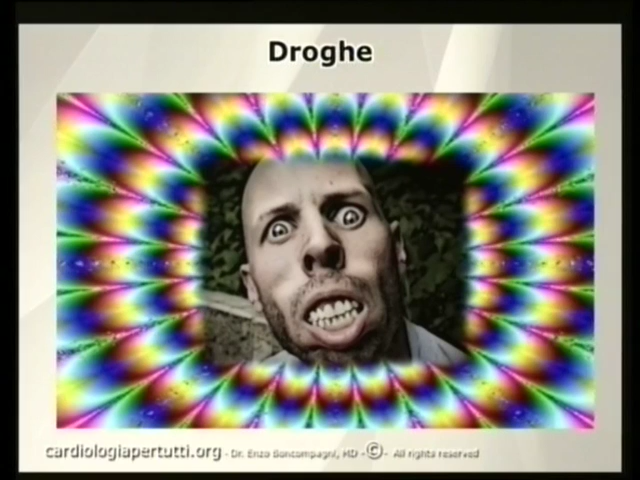 Droghe
cardiologiapertutti.org - Dr. Enzo Boncompagni, MD - © - All rights reserved